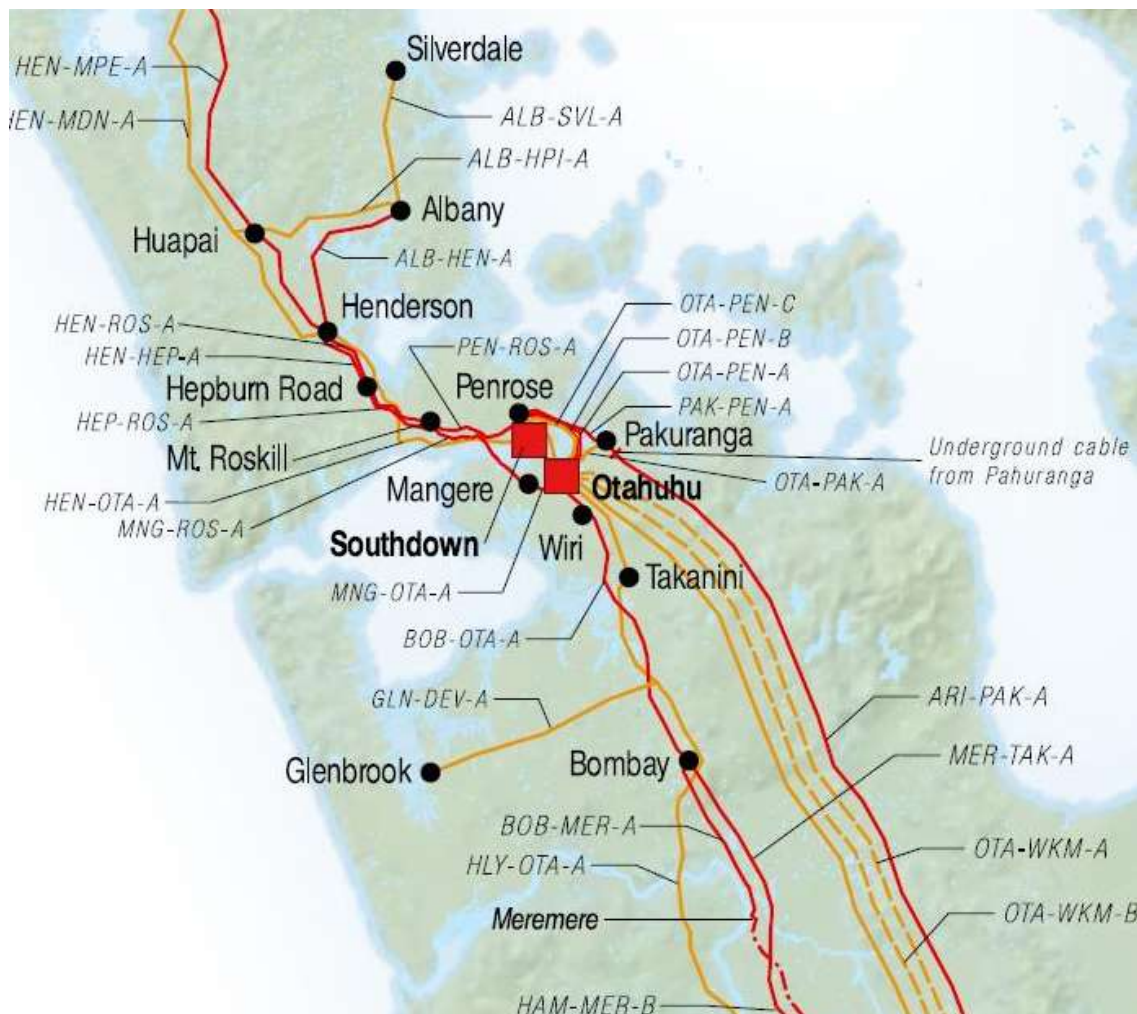 Silverdale
HEN-MPE-A
HEN-MDN-A
ALB-SVL-A
ALB-HPI-A
Albany
Huapai
ALB-HEN-A
Henderson
OTA-PEN-C
HEN-ROS-A
PEN-ROS-A
OTA-PEN-B
HEN-HEP-A
OTA-PEN-A
Hepburn Road
Penrose
PAK-PEN-A
HEP-ROS-A
Pakuranga
Underground cable
from Pahuranga
Mt. Roskill
Mangere
Otahuhu
OTA-PAK-A
HEN-OTA-A
MNG-ROS-A
Southdown
Wiri
Takanini
MNG-OTA-A
BOB-OTA-A
GLN-DEV-A
ARI-PAK-A
Glenbrook
Bombay
MER-TAK-A
BOB-MER-A
HLY-OTA-A
OTA-WKM-A
Meremere
OTA-WKM-B
HAM-MER-B